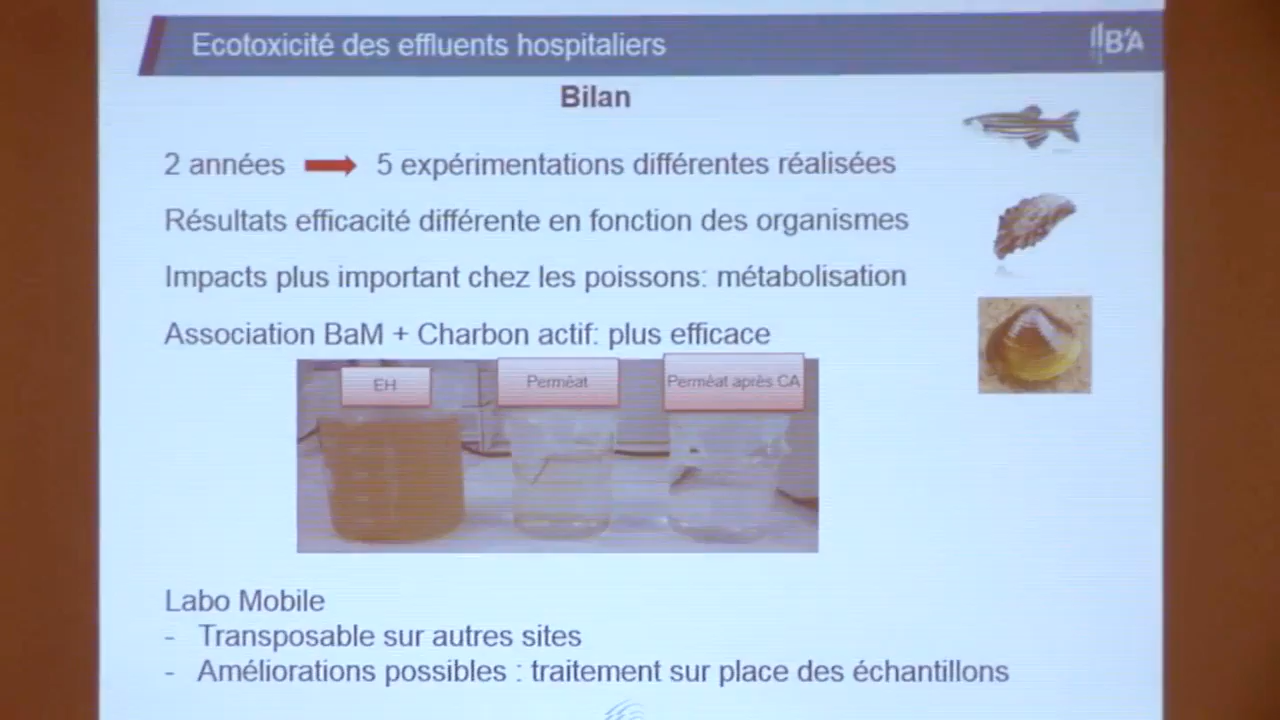 Ecotoxicité des effluents hospitaliers
B'A
Bilan
2 années 5 expérimentations différentes réalisées
Résultats efficacité différente en fonction des organismes
Impacts plus important chez les poissons: métabolisation
Association BaM + Charbon actif: plus efficace
EH
Perméat
Perméat après CA
Labo Mobile
- Transposable sur autres sites
- Améliorations possibles : traitement sur place des échantillons